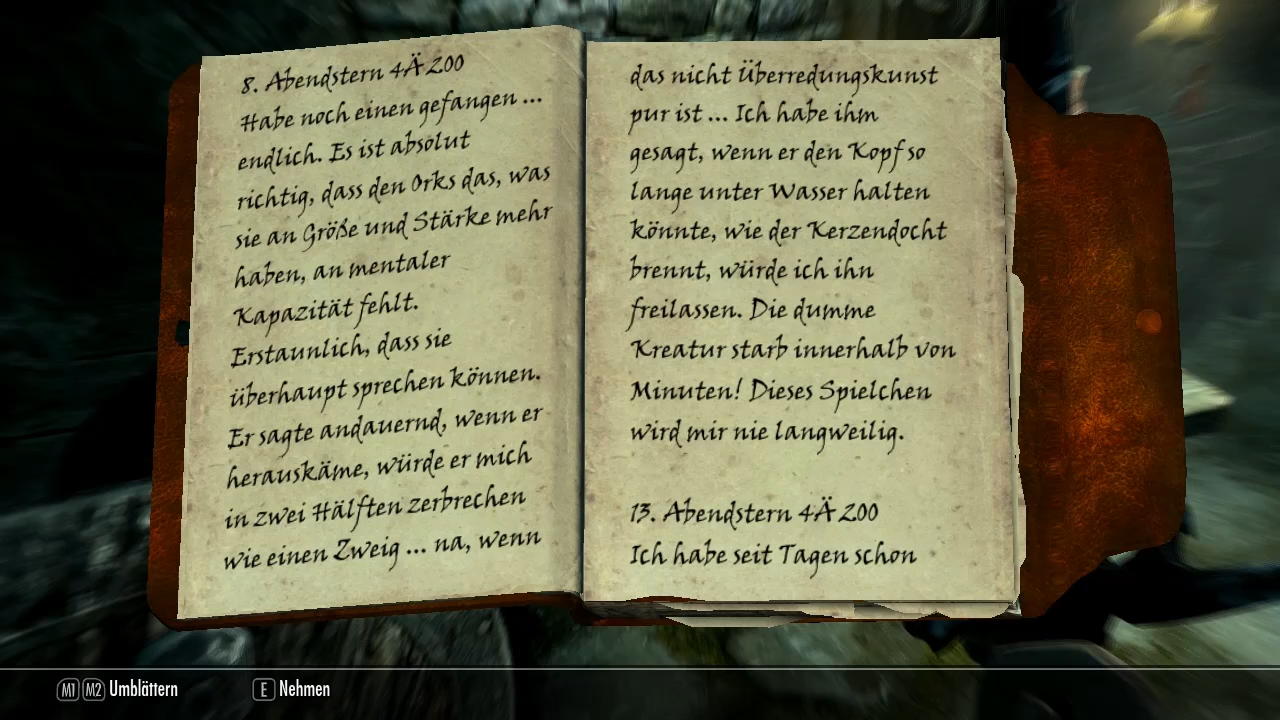 8. Abendstern 4Ä 200
Habe noch einen gefangen ...
endlich. Es ist absolut
richtig, dass den Orks das, was
sie an Größe und Stärke mehr
haben, an mentaler
Kapazität fehlt.
Erstaunlich, dass sie
überhaupt sprechen können.
Er sagte andauernd, wenn er
herauskäme, würde er mich
in zwei Hälften zerbrechen
wie einen Zweig ... na, wenn
das nicht Überredungskunst
pur ist ... Ich habe ihm
gesagt, wenn er den Kopf so
lange unter Wasser halten
könnte, wie der Kerzendocht
brennt, würde ich ihn
freilassen. Die dumme
Kreatur starb innerhalb von
Minuten! Dieses Spielchen
wird mir nie langweilig.
13. Abendstern 4Ä 200
Ich habe seit Tagen schon
M1 M2 Umblättern E Nehmen